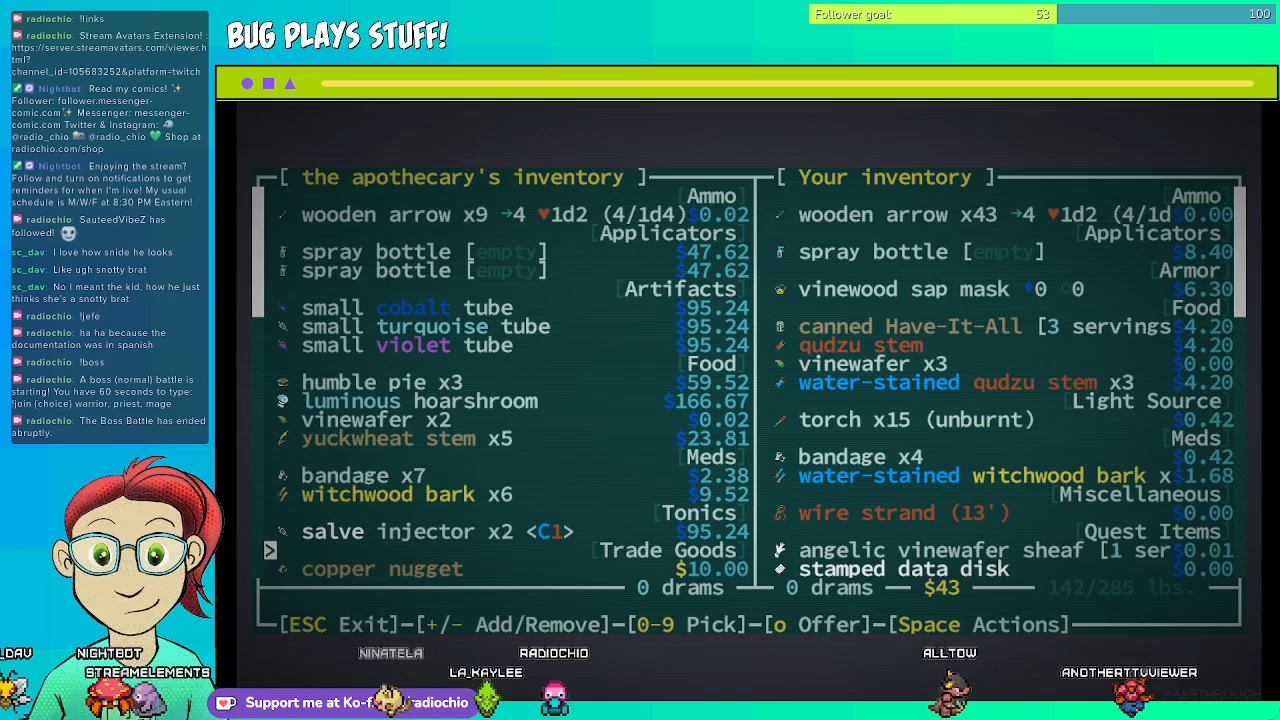 radiochio: !links
radiochio: Stream Avatars Extension! :
https://server.streamavatars.com/viewer.h
tml?
channel_id=105683252&platform=twitch
Nightbot: Read my comics! ✨
Follower: follower.messenger-
comic.com✨ Messenger: messenger-
comic.com Twitter & Instagram:
@radio_chio @radio_chio 💚 Shop at
radiochio.com/shop
Nightbot: Enjoying the stream?
Follow and turn on notifications to get
reminders for when I'm live! My usual
schedule is M/W/F at 8:30 PM Eastern!
radiochio: SauteedVibeZ has
followed!
sc_dav: I love how snide he looks
sc_dav: Like ugh snotty brat
sc_dav: No I meant the kid, how he just
thinks she's a snotty brat
radiochio: !jefe
radiochio: ha ha because the
documentation was in spanish
radiochio: !boss
radiochio: A boss (normal) battle is
starting! You have 60 seconds to type:
!join [choice] warrior, priest, mage
radiochio: The Boss Battle has ended
abruptly.
BUG PLAYS STUFF!
Follower goal: 53 100
[ the apothecary's inventory ]
[Ammo]
wooden arrow x9 →4 ♥1d2 (4/1d4) $0.02
[Applicators]
spray bottle [empty] $47.62
spray bottle [empty] $47.62
[Artifacts]
small cobalt tube $95.24
small turquoise tube $95.24
small violet tube $95.24
[Food]
humble pie x3 $59.52
luminous hoarshroom $166.67
vinewafer x2 $0.02
yuckwheat stem x5 $23.81
[Meds]
bandage x7 $2.38
witchwood bark x6 $9.52
[Tonics]
salve injector x2 <C1> $95.24
> [Trade Goods]
copper nugget $10.00
[ Your inventory ]
[Ammo]
wooden arrow x43 →4 ♥1d2 (4/1d $0.00
[Applicators]
spray bottle [empty] $8.40
[Armor]
vinewood sap mask ♦0 ○0 $6.30
[Food]
canned Have-It-All [3 servings $4.20
qudzu stem $4.20
vinewafer x3 $0.00
water-stained qudzu stem x3 $4.20
[Light Source]
torch x15 (unburnt) $0.42
[Meds]
bandage x4 $0.42
water-stained witchwood bark x $1.68
[Miscellaneous]
wire strand (13') $0.00
[Quest Items]
angelic vinewafer sheaf [1 ser $0.01
stamped data disk $0.00
0 drams 0 drams – $43 142/285 lbs.
[ESC Exit]–[+/- Add/Remove]–[0-9 Pick]–[o Offer]–[Space Actions]
_DAV
NIGHTBOT
STREAMELEMENTS
NINATELA
LA_KAYLEE
RADIOCHIO
ALLTOW
ANOTHERTTVVIEWER
Support me at Ko-f radiochio
PASSTHROUGH